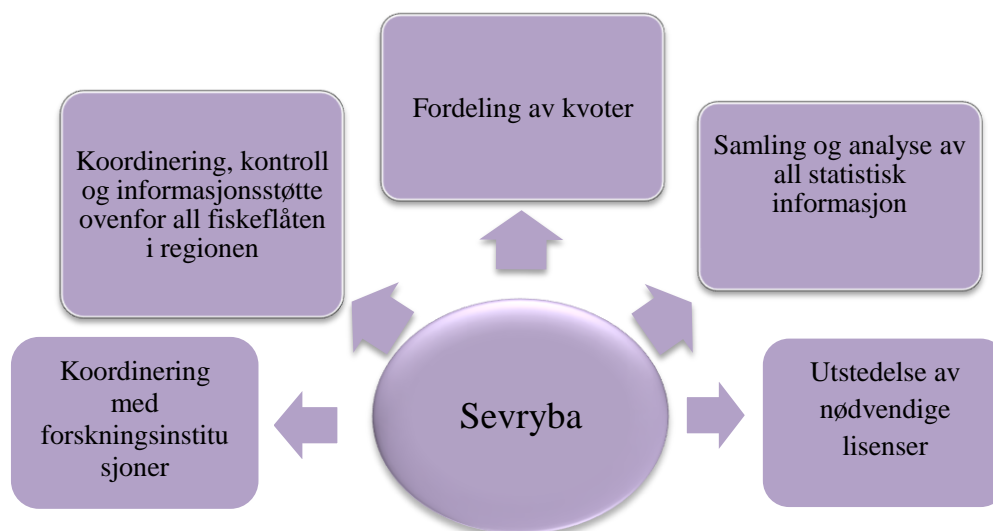 Fordeling av kvoter
Koordinering, kontroll
og informasjonsstøtte
ovenfor all fiskeflåten
i regionen
Samling og analyse av
all statistisk
informasjon
Koordinering
med
forskningsinstitu
sjoner
Sevryba
Utstedelse av
nødvendige
lisenser